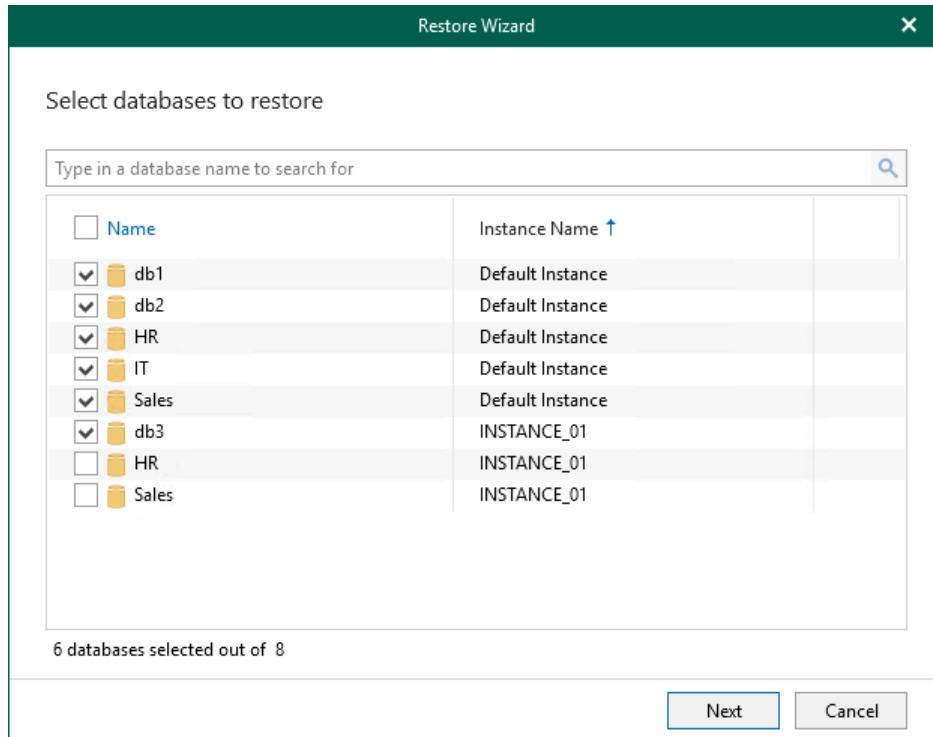 Restore Wizard
Select databases to restore
Type in a database name to search for
Name Instance Name ↑
db1 Default Instance
db2 Default Instance
HR Default Instance
IT Default Instance
Sales Default Instance
db3 INSTANCE_01
HR INSTANCE_01
Sales INSTANCE_01
6 databases selected out of 8
Next Cancel